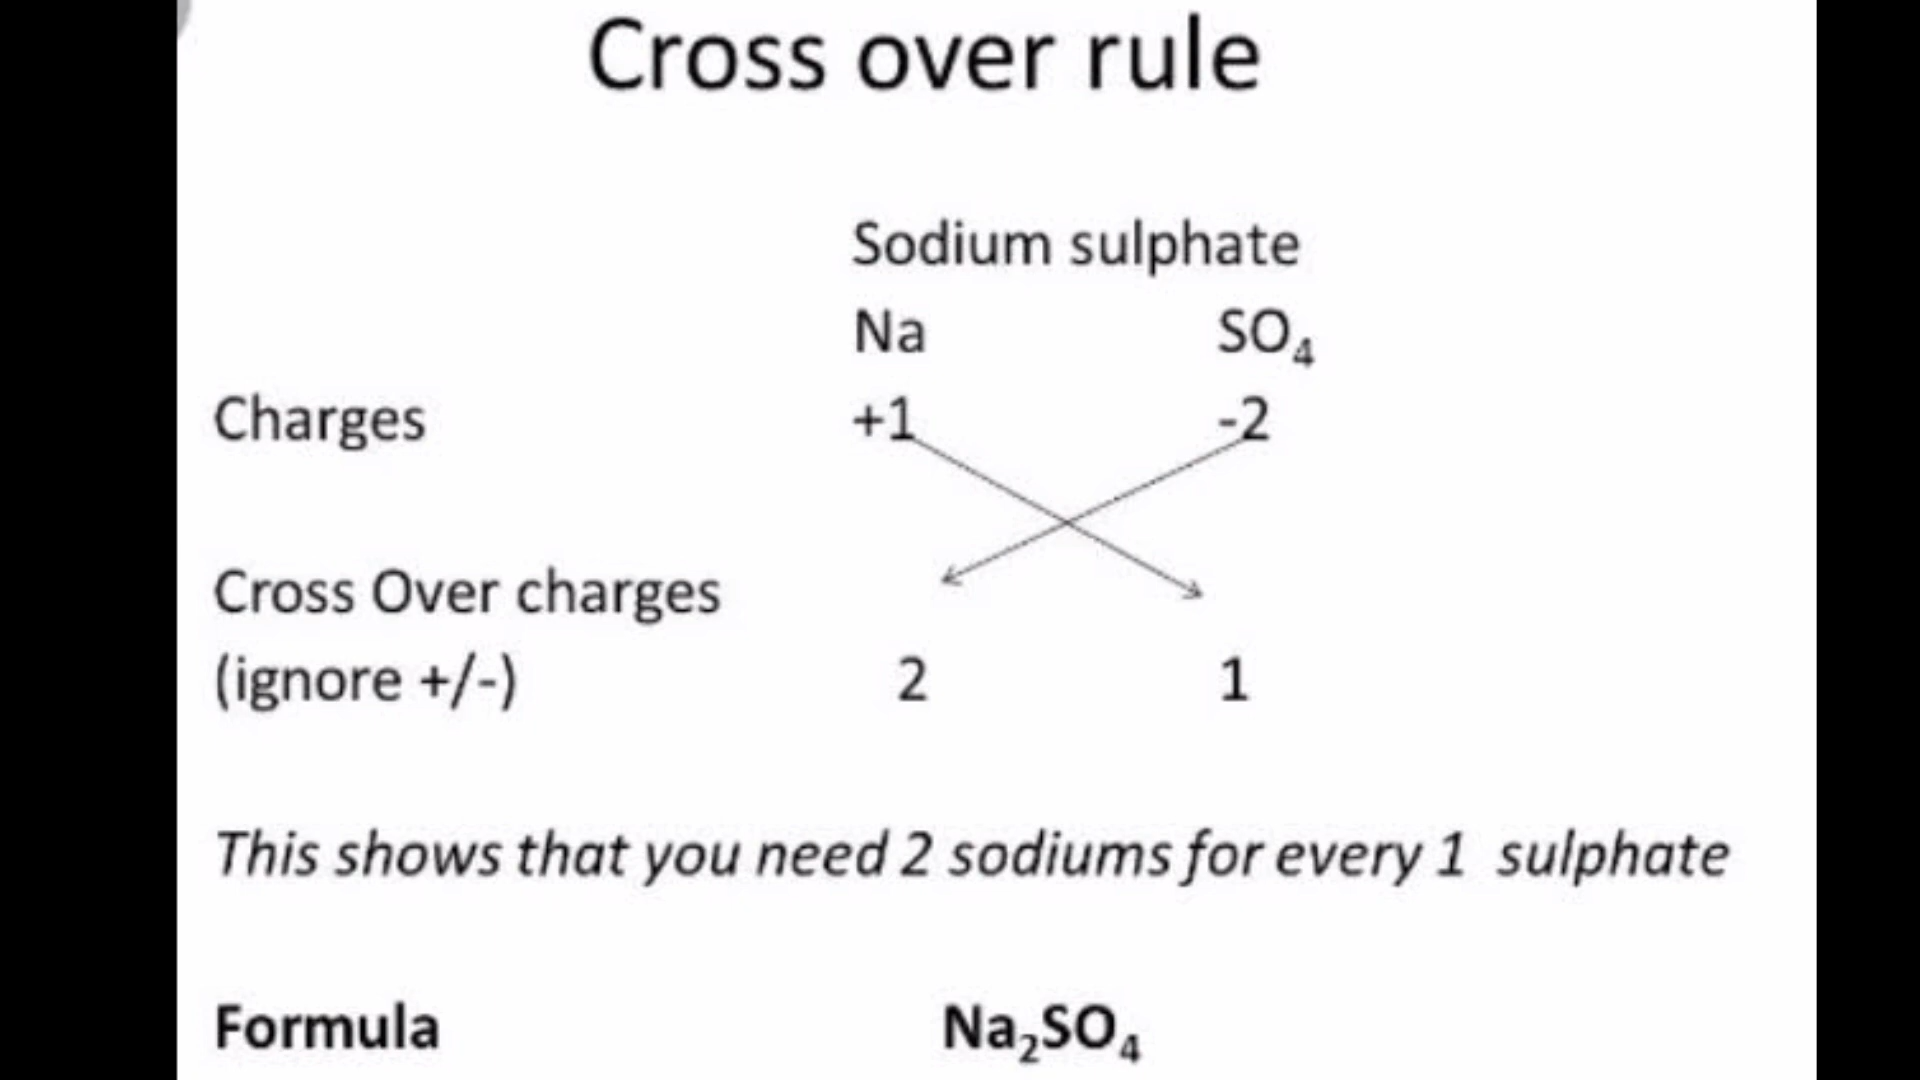 Cross over rule
Sodium sulphate
Na SO₄
Charges +1 -2
Cross Over charges
(ignore +/-) 2 1
This shows that you need 2 sodiums for every 1 sulphate
Formula Na₂SO₄